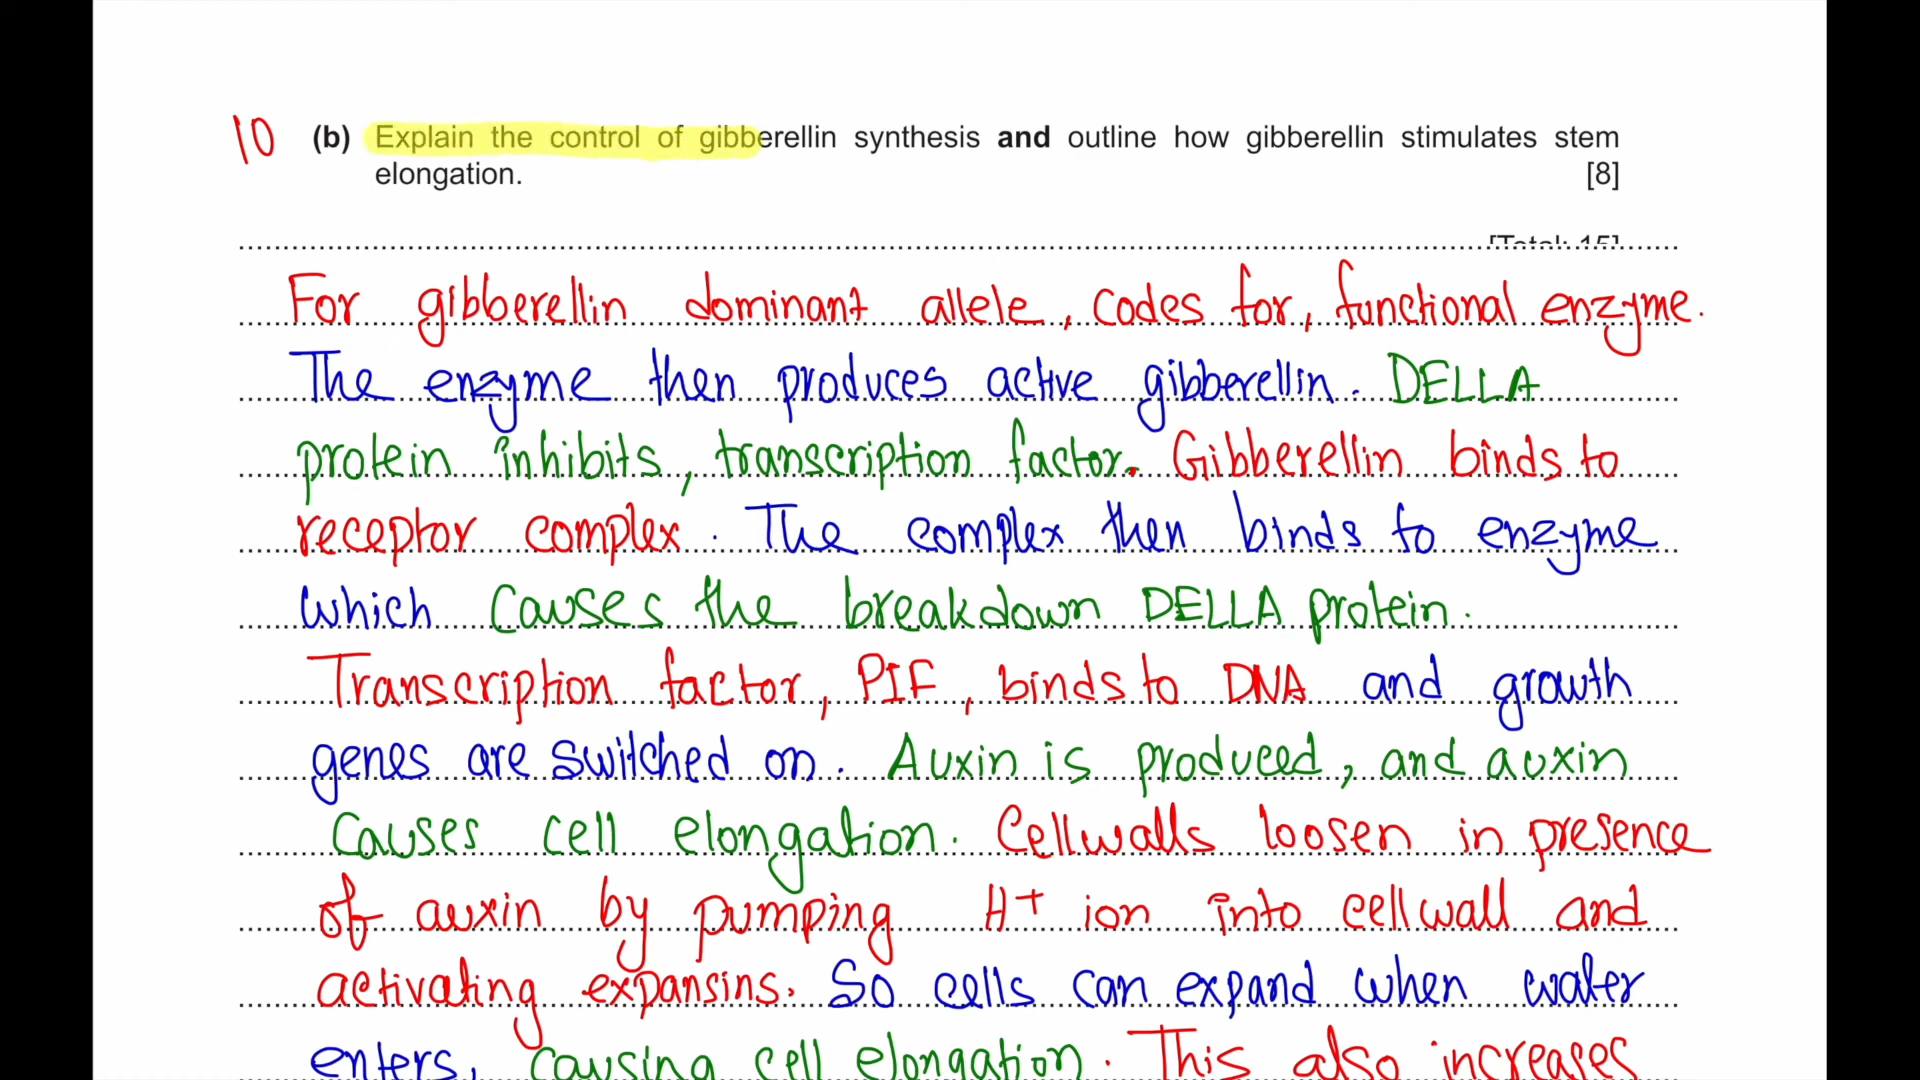 10 (b) Explain the control of gibberellin synthesis and outline how gibberellin stimulates stem
elongation. [8]
[Total: 15]
For gibberellin dominant allele, codes for, functional enzyme.
The enzyme then produces active gibberellin. DELLA
protein inhibits, transcription factor. Gibberellin binds to
receptor complex. The complex then binds to enzyme
which causes the breakdown DELLA protein.
Transcription factor, PIF, binds to DNA and growth
genes are switched on. Auxin is produced, and auxin
causes cell elongation. Cellwalls loosen in presence
of auxin by pumping H+ ion into cell wall and
activating expansins. So cells can expand when water
enters, causing cell elongation. This also increases